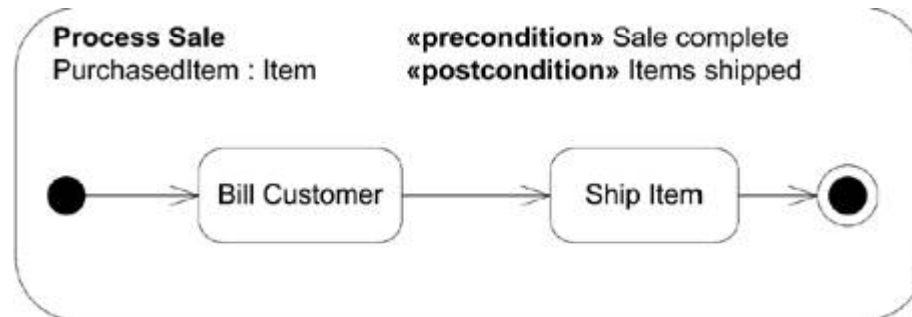 Process Sale
PurchasedItem : Item
«precondition» Sale complete
«postcondition» Items shipped
Bill Customer
Ship Item